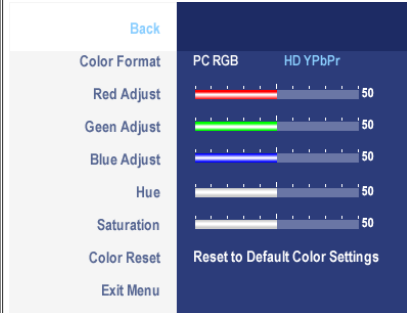 Back
Color Format PC RGB HD YPbPr
Red Adjust 50
Geen Adjust 50
Blue Adjust 50
Hue 50
Saturation 50
Color Reset Reset to Default Color Settings
Exit Menu